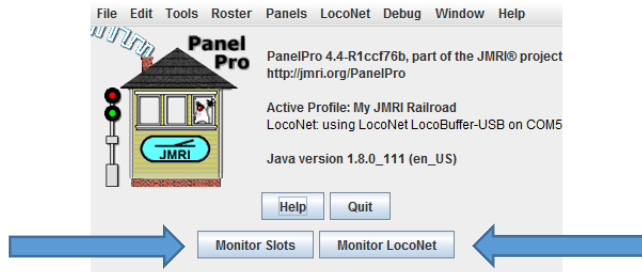 File Edit Tools Roster Panels LocoNet Debug Window Help
Panel
Pro
PanelPro 4.4-R1ccf76b, part of the JMRI® project
http://jmri.org/PanelPro
Active Profile: My JMRI Railroad
LocoNet: using LocoNet LocoBuffer-USB on COM5
Java version 1.8.0_111 (en_US)
JMRI
Help Quit
Monitor Slots Monitor LocoNet